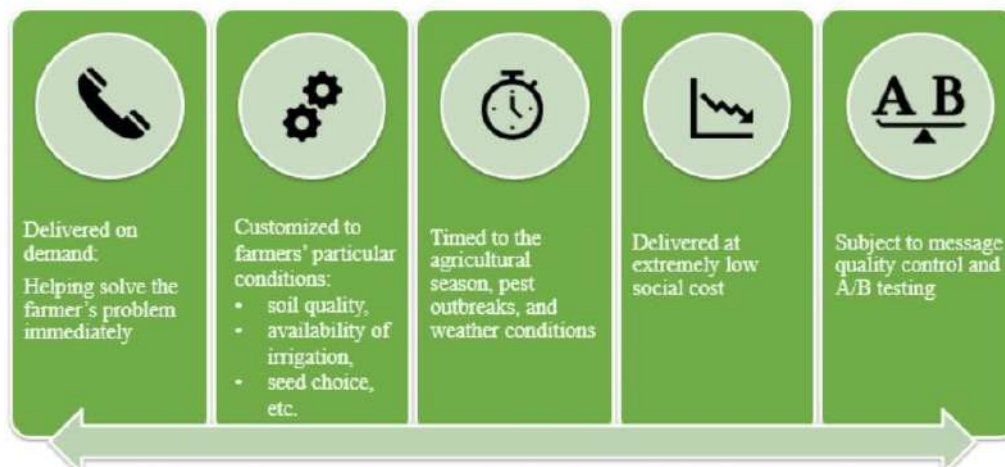 Delivered on
demand:
Helping solve the
farmer's problem
immediately
Customized to
farmers' particular
conditions:
• soil quality,
• availability of
irrigation,
• seed choice,
etc.
Timed to the
agricultural
season, pest
outbreaks, and
weather conditions
Delivered at
extremely low
social cost
A B
Subject to message
quality control and
A/B testing